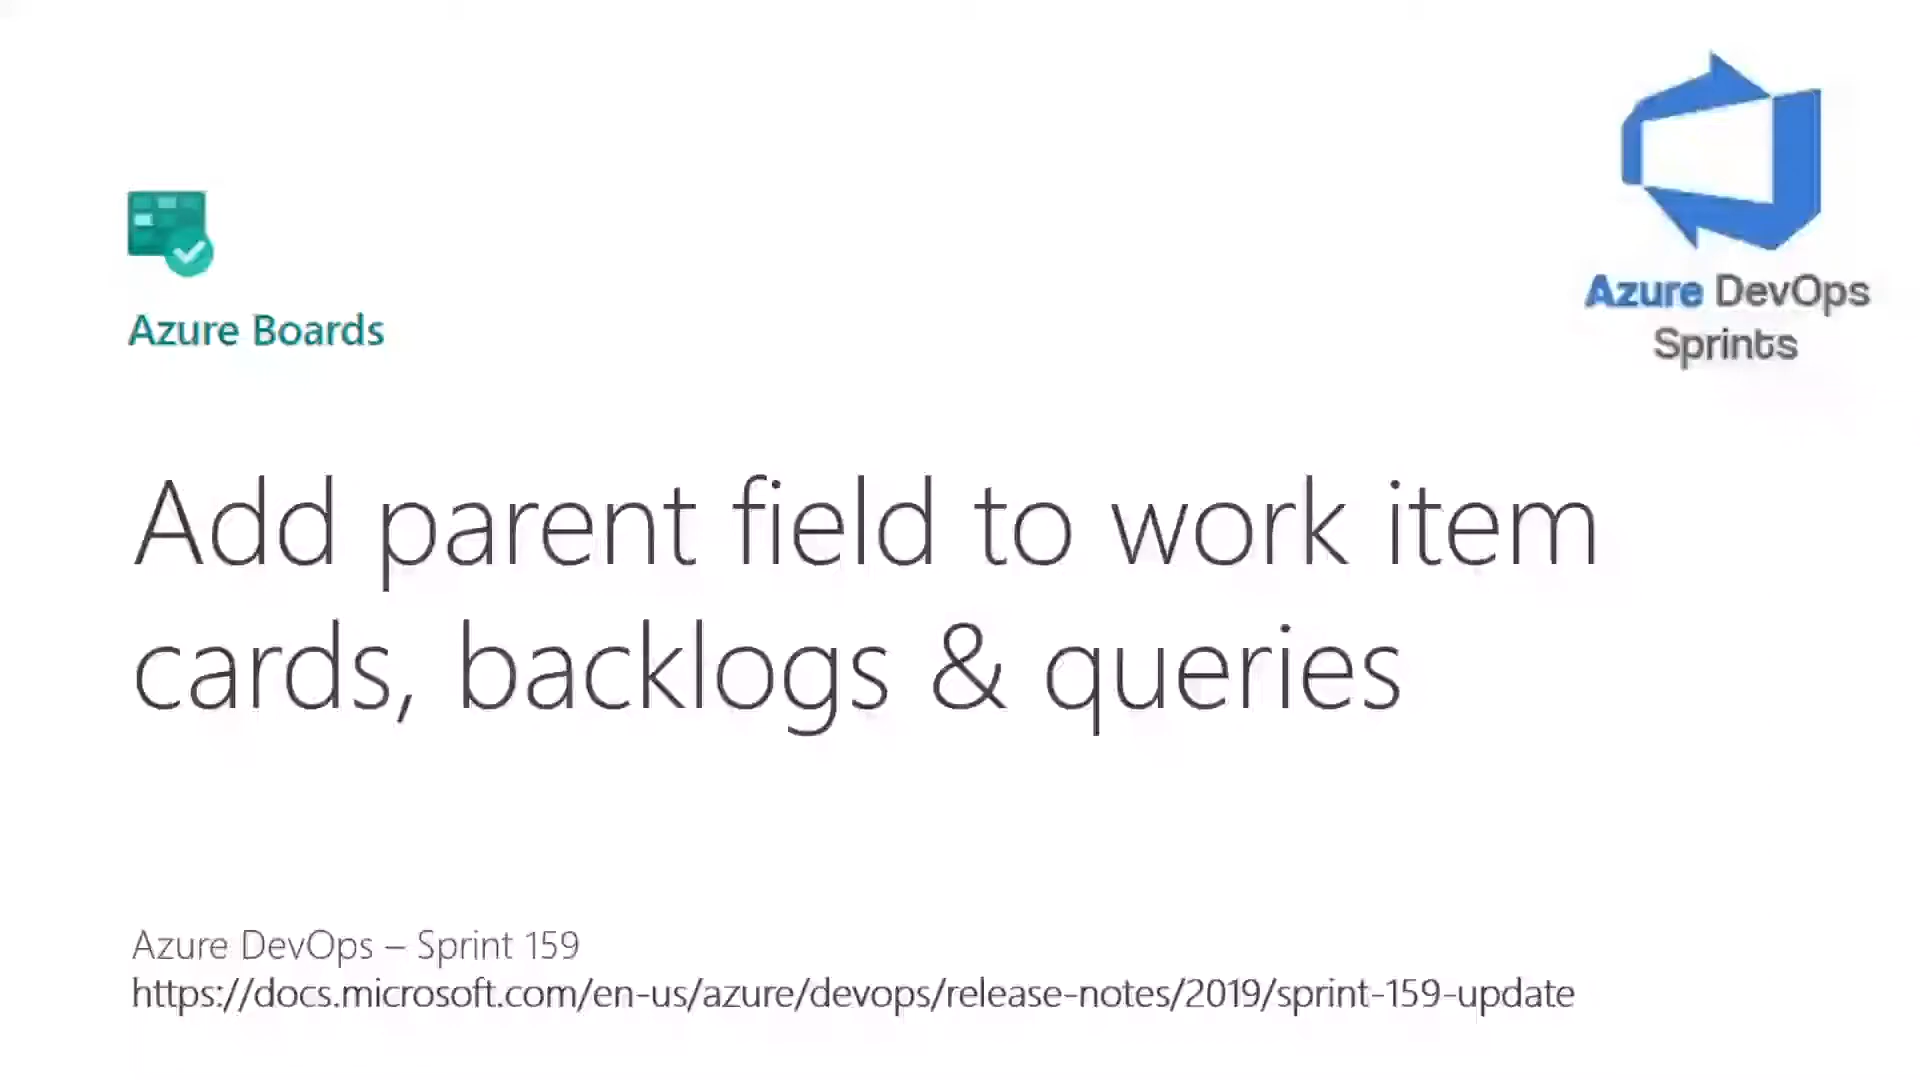 Azure DevOps
Sprints
Azure Boards
Add parent field to work item
cards, backlogs & queries
Azure DevOps – Sprint 159
https://docs.microsoft.com/en-us/azure/devops/release-notes/2019/sprint-159-update